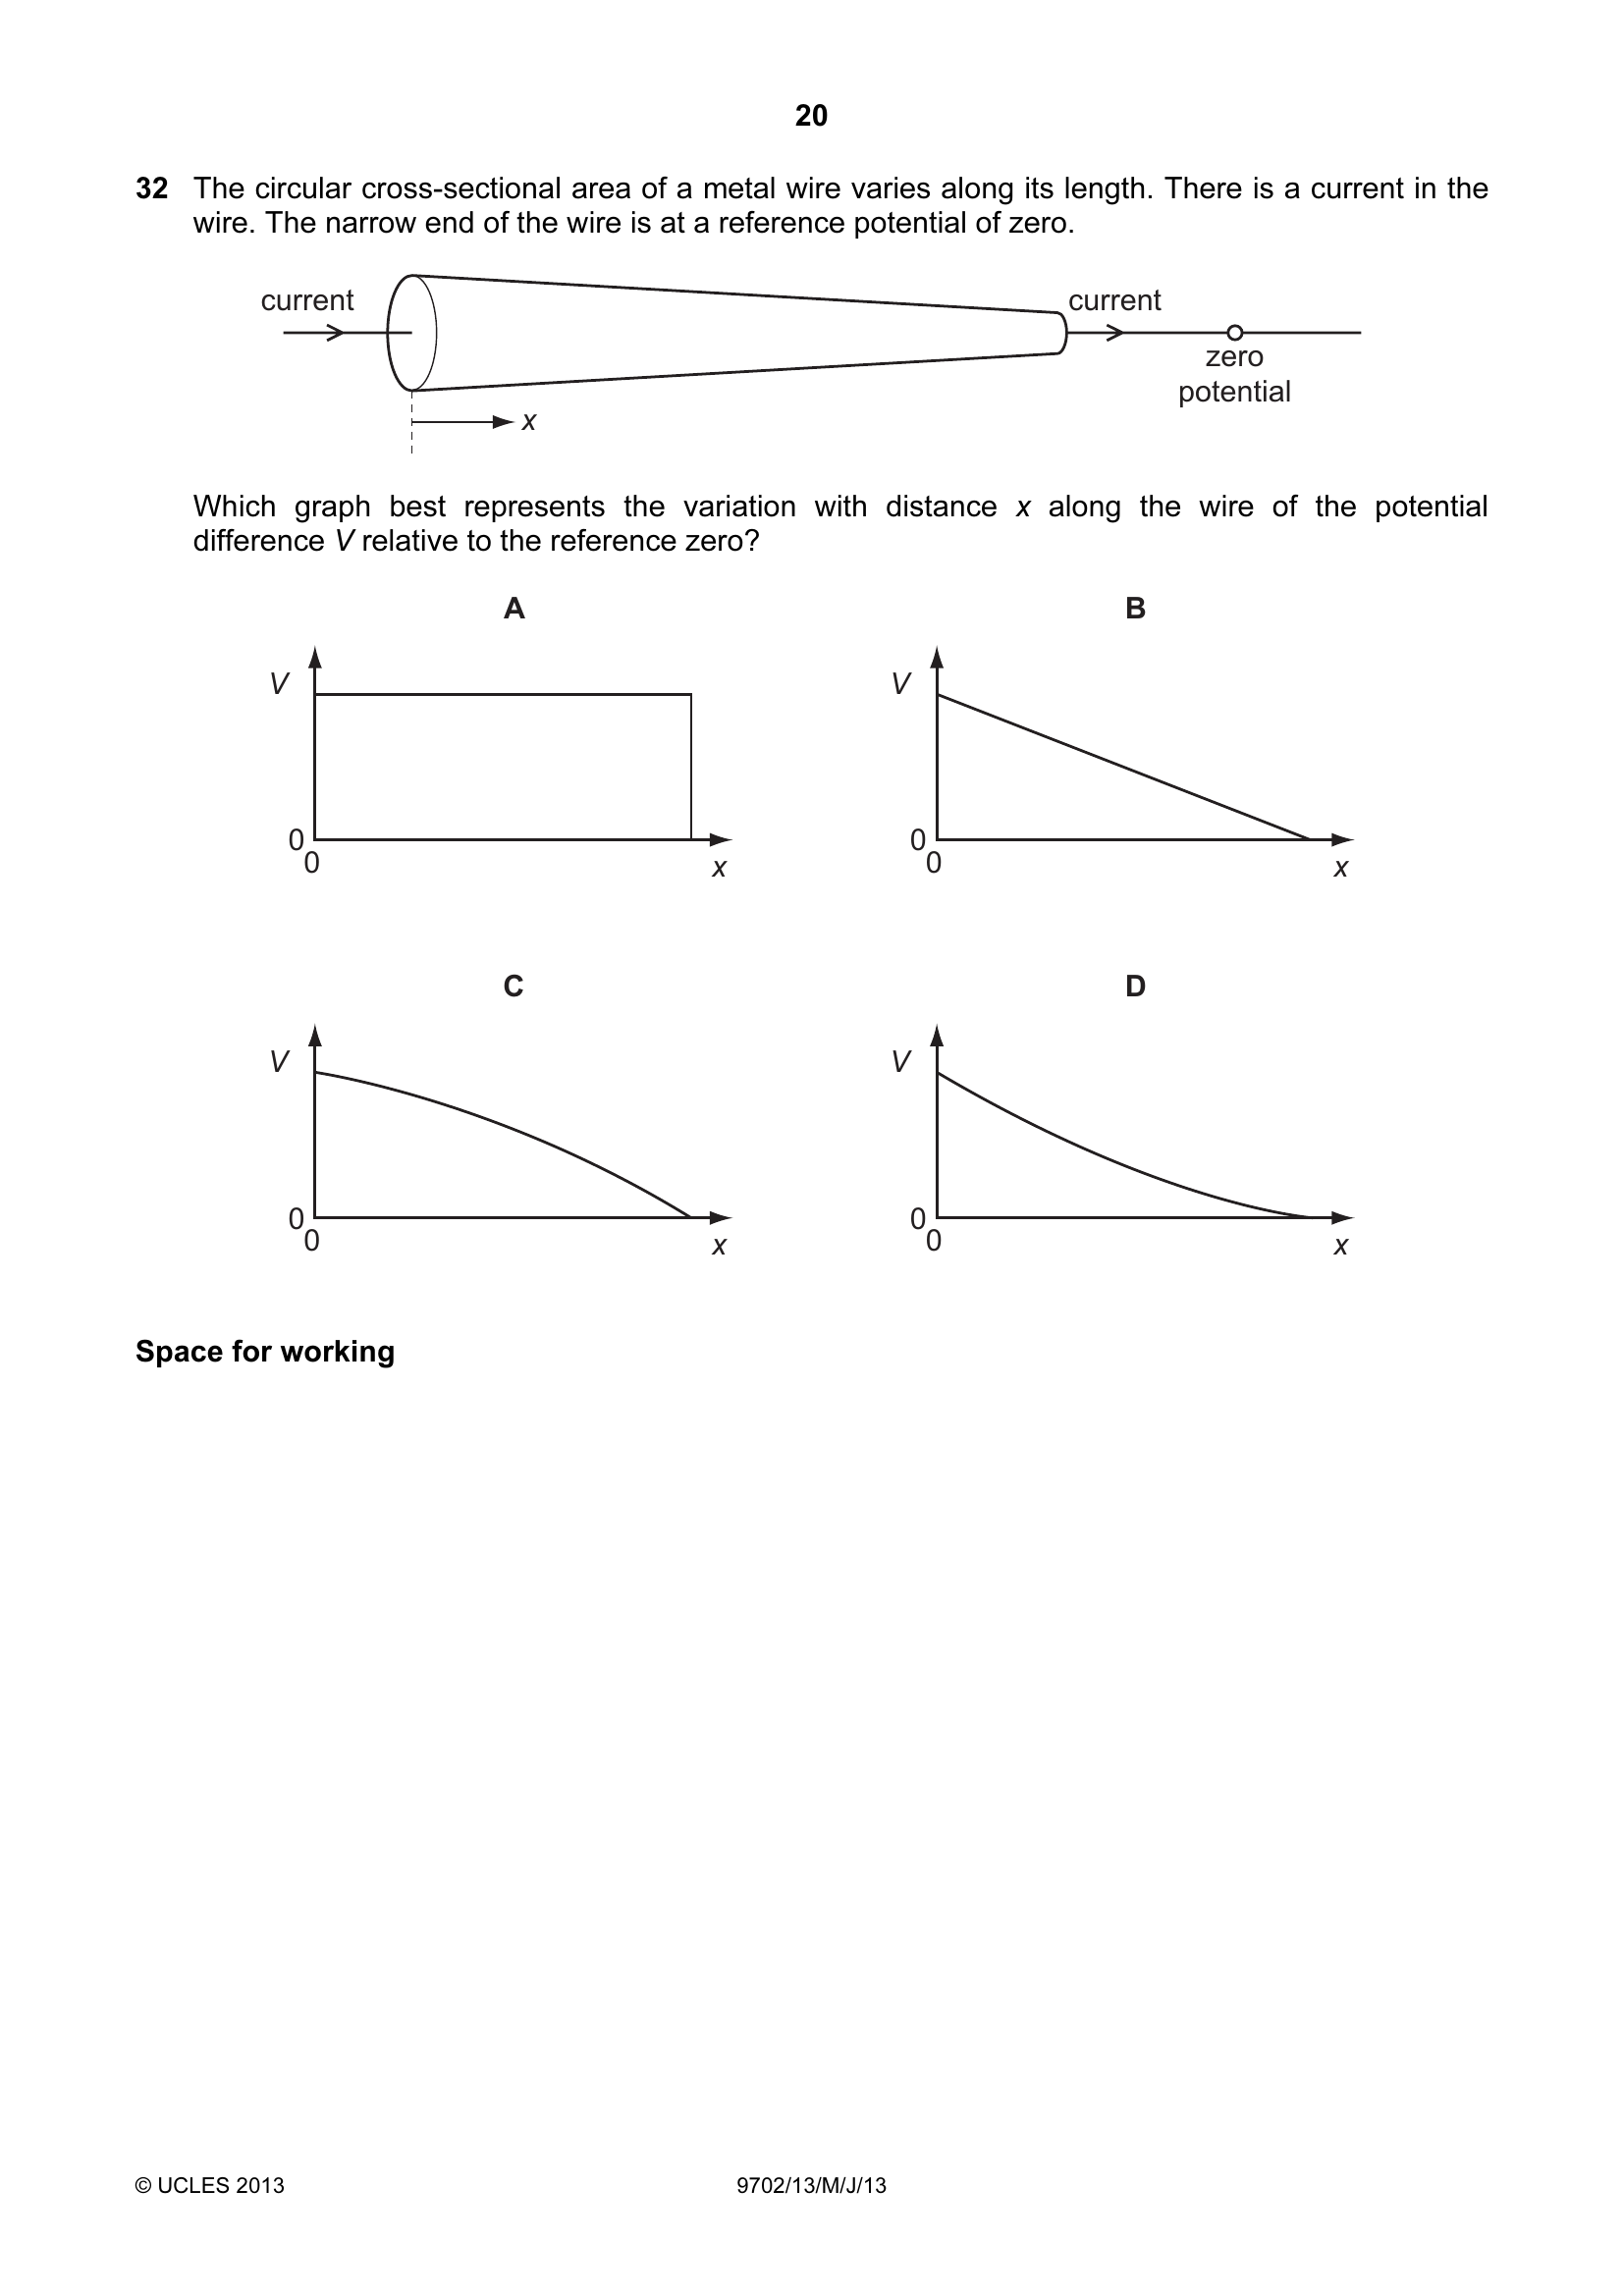 20
32 The circular cross-sectional area of a metal wire varies along its length. There is a current in the
wire. The narrow end of the wire is at a reference potential of zero.
current
current
zero
potential
x
Which graph best represents the variation with distance x along the wire of the potential
difference V relative to the reference zero?
A
B
V
V
0
0
0
x
0
x
C
D
V
V
0
0
0
x
0
x
Space for working
© UCLES 2013
9702/13/M/J/13